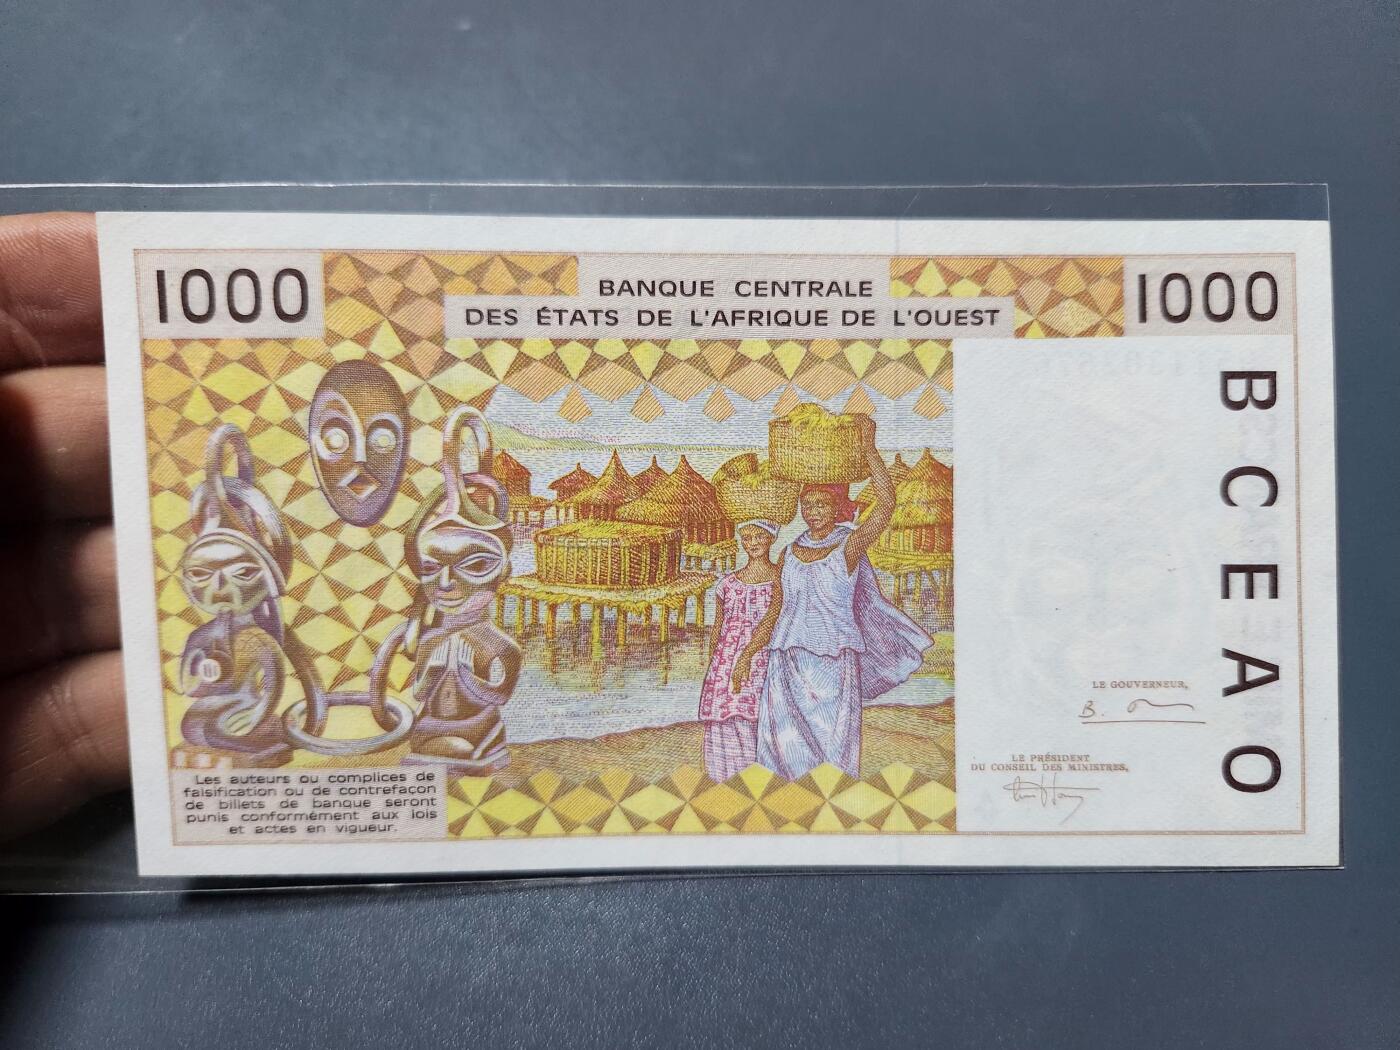 1000
BANQUE CENTRALE
DES ÉTATS DE L'AFRIQUE DE L'OUEST
1000
BCEAO
LE GOUVERNEUR,
LE PRÉSIDENT
DU CONSEIL DES MINISTRES,
Les auteurs ou complices de
falsification ou de contrefaçon
de billets de banque seront
punis conformément aux lois
et actes en vigueur.